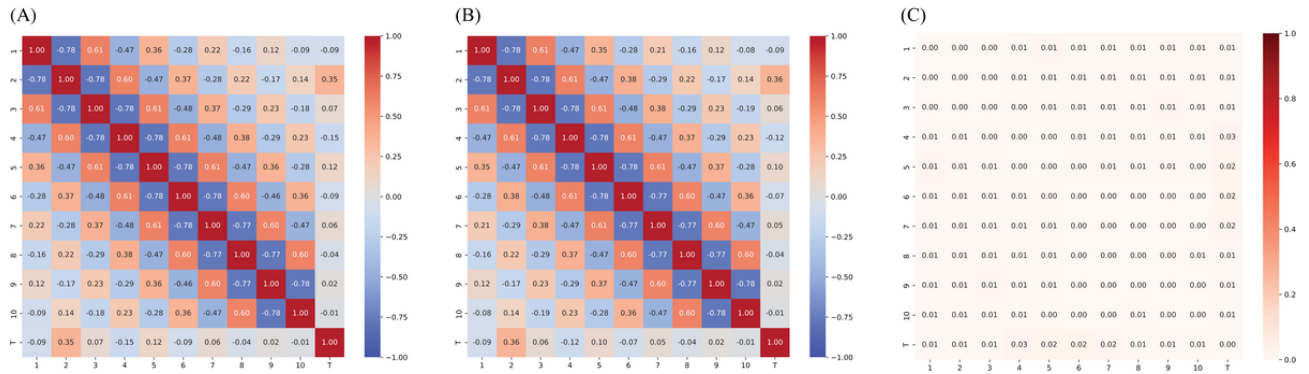 (A)
1 1.00 -0.78 0.61 -0.47 0.36 -0.28 0.22 -0.16 0.12 -0.09 -0.09
2 -0.78 1.00 -0.78 0.60 -0.47 0.37 -0.28 0.22 -0.17 0.14 0.35
3 0.61 -0.78 1.00 -0.78 0.61 -0.48 0.37 -0.29 0.23 -0.18 0.07
4 -0.47 0.60 -0.78 1.00 -0.78 0.61 -0.48 0.38 -0.29 0.23 -0.15
5 0.36 -0.47 0.61 -0.78 1.00 -0.78 0.61 -0.47 0.36 -0.28 0.12
6 -0.28 0.37 -0.48 0.61 -0.78 1.00 -0.78 0.60 -0.46 0.36 -0.09
7 0.22 -0.28 0.37 -0.48 0.61 -0.78 1.00 -0.77 0.60 -0.47 0.06
8 -0.16 0.22 -0.29 0.38 -0.47 0.60 -0.77 1.00 -0.77 0.60 -0.04
9 0.12 -0.17 0.23 -0.29 0.36 -0.46 0.60 -0.77 1.00 -0.78 0.02
10 -0.09 0.14 -0.18 0.23 -0.28 0.36 -0.47 0.60 -0.78 1.00 -0.01
T -0.09 0.35 0.07 -0.15 0.12 -0.09 0.06 -0.04 0.02 -0.01 1.00
1 2 3 4 5 6 7 8 9 10 T
1.00
0.75
0.50
0.25
0.00
−0.25
−0.50
−0.75
−1.00
(B)
1 1.00 -0.78 0.61 -0.47 0.35 -0.28 0.21 -0.16 0.12 -0.08 -0.09
2 -0.78 1.00 -0.78 0.61 -0.47 0.38 -0.29 0.22 -0.17 0.14 0.36
3 0.61 -0.78 1.00 -0.78 0.61 -0.48 0.38 -0.29 0.23 -0.19 0.06
4 -0.47 0.61 -0.78 1.00 -0.78 0.61 -0.47 0.37 -0.29 0.23 -0.12
5 0.35 -0.47 0.61 -0.78 1.00 -0.78 0.61 -0.47 0.37 -0.28 0.10
6 -0.28 0.38 -0.48 0.61 -0.78 1.00 -0.77 0.60 -0.47 0.36 -0.07
7 0.21 -0.29 0.38 -0.47 0.61 -0.77 1.00 -0.77 0.60 -0.47 0.05
8 -0.16 0.22 -0.29 0.37 -0.47 0.60 -0.77 1.00 -0.77 0.60 -0.04
9 0.12 -0.17 0.23 -0.29 0.37 -0.47 0.60 -0.77 1.00 -0.78 0.02
10 -0.08 0.14 -0.19 0.23 -0.28 0.36 -0.47 0.60 -0.78 1.00 -0.01
T -0.09 0.36 0.06 -0.12 0.10 -0.07 0.05 -0.04 0.02 -0.01 1.00
1 2 3 4 5 6 7 8 9 10 T
1.00
0.75
0.50
0.25
0.00
−0.25
−0.50
−0.75
−1.00
(C)
1 0.00 0.00 0.00 0.01 0.01 0.01 0.01 0.01 0.01 0.01 0.01
2 0.00 0.00 0.00 0.01 0.01 0.01 0.01 0.01 0.01 0.01 0.01
3 0.00 0.00 0.00 0.00 0.01 0.01 0.01 0.01 0.01 0.01 0.01
4 0.01 0.01 0.00 0.00 0.00 0.01 0.01 0.01 0.01 0.01 0.03
5 0.01 0.01 0.01 0.00 0.00 0.00 0.01 0.01 0.01 0.01 0.02
6 0.01 0.01 0.01 0.01 0.00 0.00 0.00 0.01 0.01 0.01 0.02
7 0.01 0.01 0.01 0.01 0.01 0.00 0.00 0.00 0.01 0.01 0.02
8 0.01 0.01 0.01 0.01 0.01 0.01 0.00 0.00 0.00 0.01 0.01
9 0.01 0.01 0.01 0.01 0.01 0.01 0.01 0.00 0.00 0.00 0.01
10 0.01 0.01 0.01 0.01 0.01 0.01 0.01 0.01 0.00 0.00 0.01
T 0.01 0.01 0.01 0.03 0.02 0.02 0.02 0.01 0.01 0.01 0.00
1 2 3 4 5 6 7 8 9 10 T
1.0
0.8
0.6
0.4
0.2
0.0